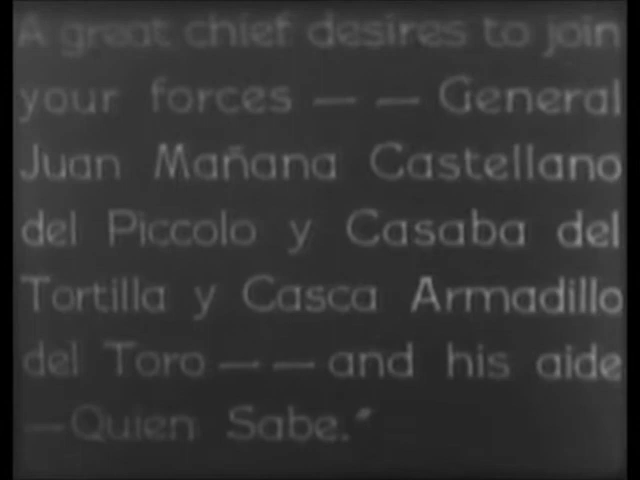 A great chief desires to join
your forces — — General
Juan Mañana Castellano
del Piccolo y Casaba del
Tortilla y Casca Armadillo
del Toro — — and his aide
— Quien Sabe."